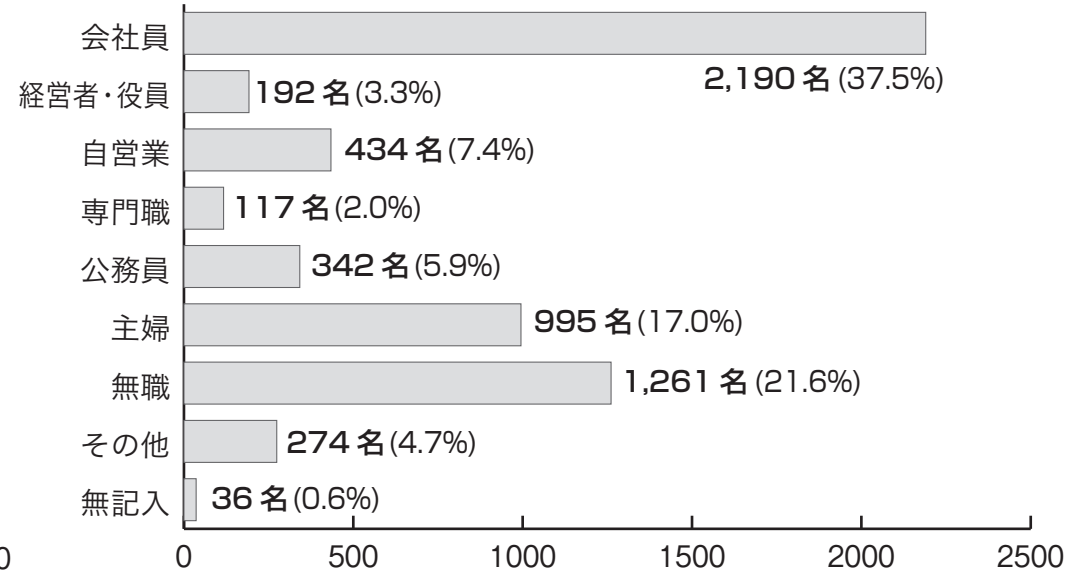 会社員
2,190 名 (37.5%)
経営者・役員 192 名 (3.3%)
自営業 434 名 (7.4%)
専門職 117 名 (2.0%)
公務員 342 名 (5.9%)
主婦 995 名 (17.0%)
無職 1,261 名 (21.6%)
その他 274 名 (4.7%)
無記入 36 名 (0.6%)
0 0 500 1000 1500 2000 2500